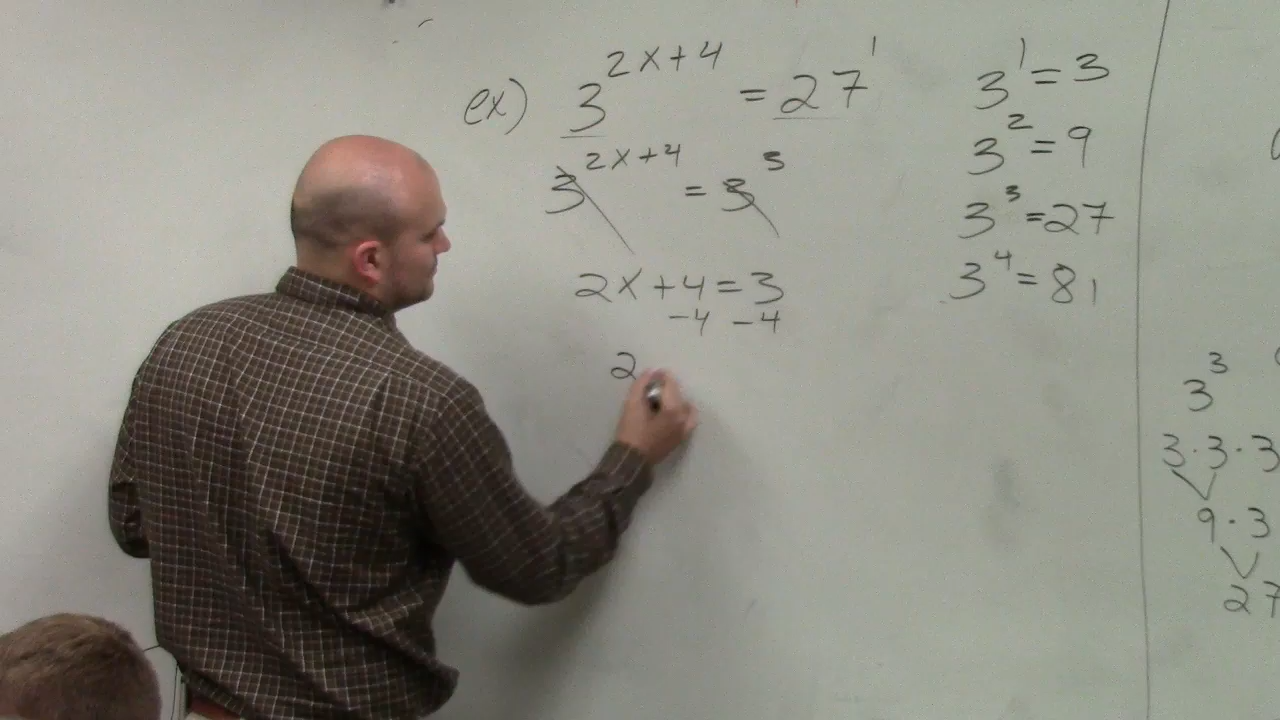 ex) 3^{2x+4} = 27^1
3^{2x+4} = 3^3
2x+4=3
-4 -4
2
3^1 = 3
3^2 = 9
3^3 = 27
3^4 = 81
3^3
3·3·3
9·3
27